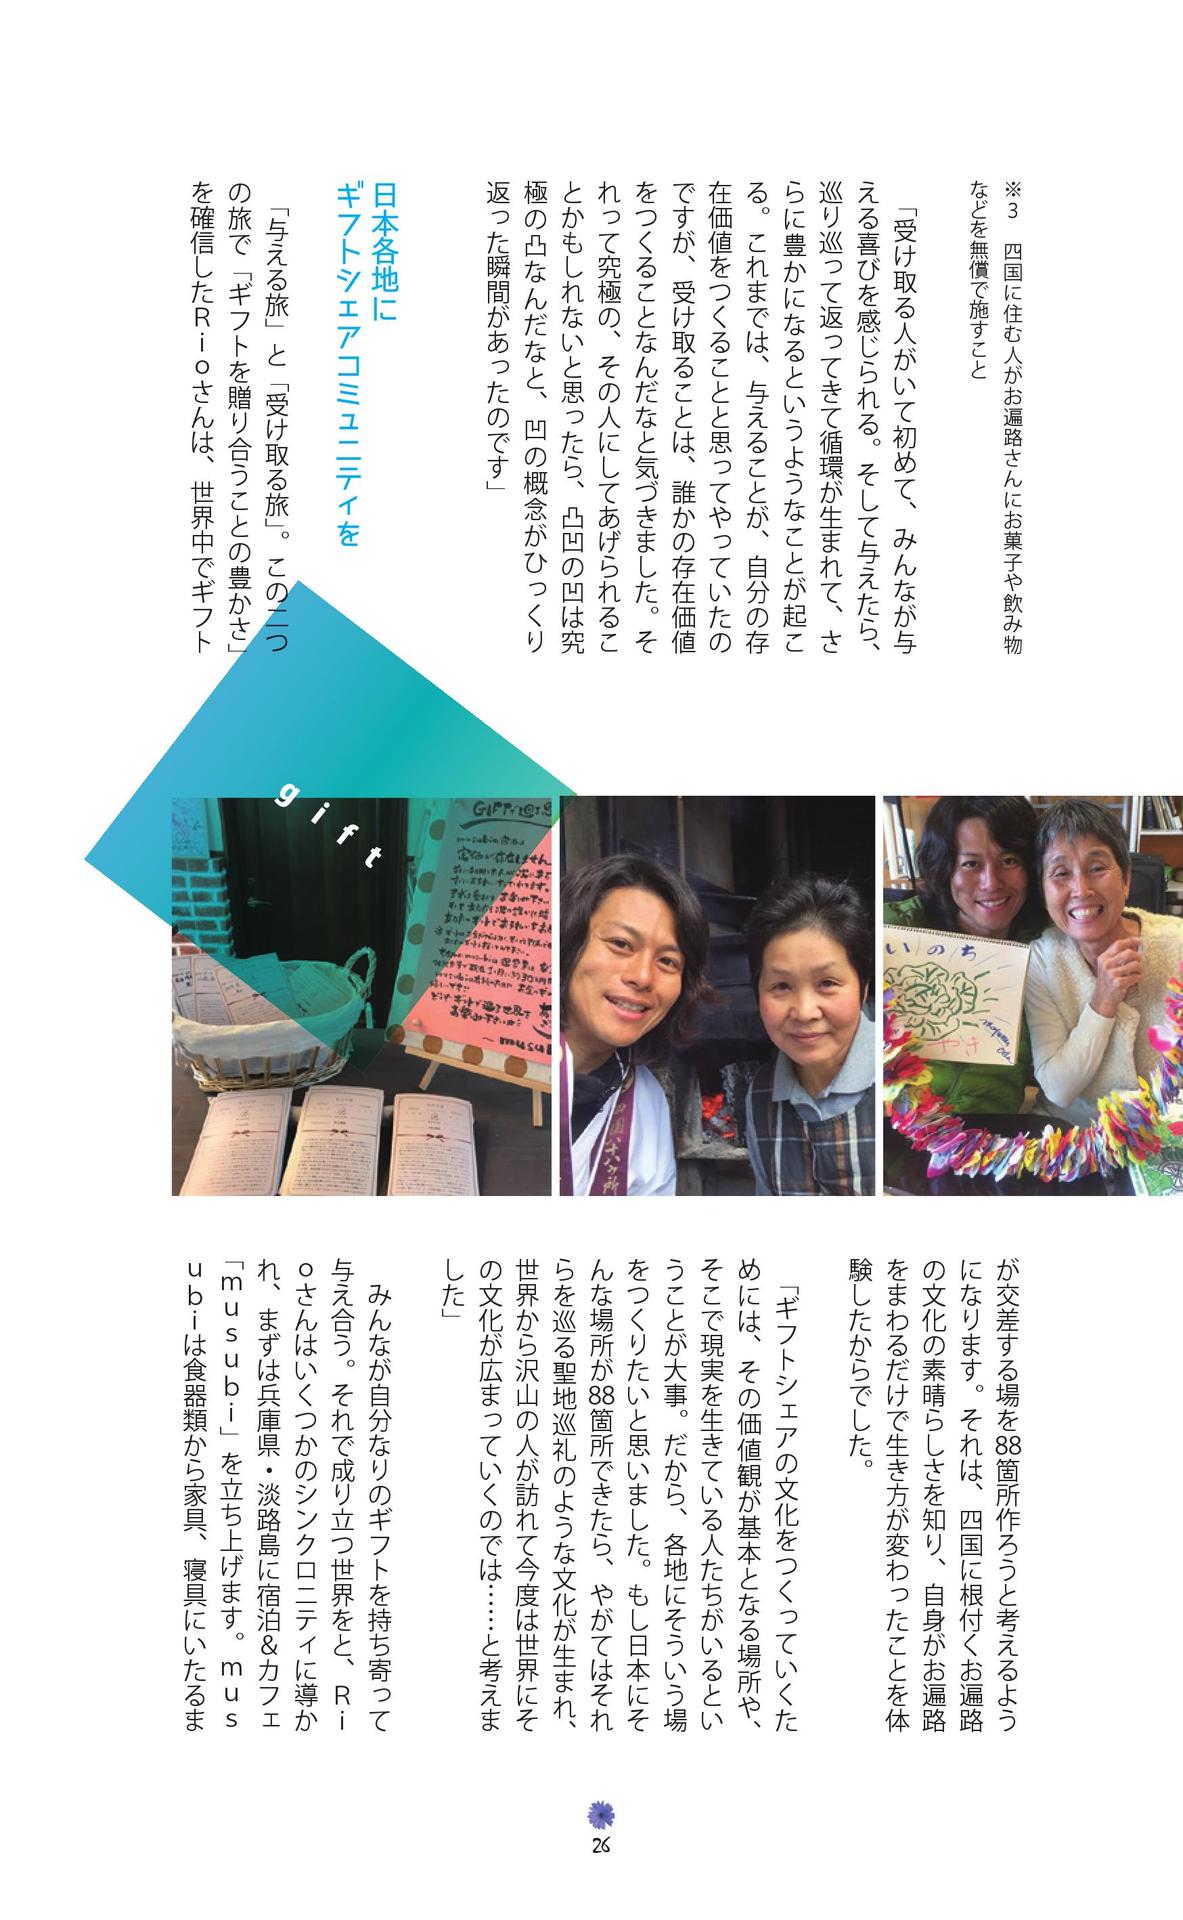 ※3　四国に住む人がお遍路さんにお菓子や飲み物
などを無償で施すこと
「受け取る人がいて初めて、みんなが与
える喜びを感じられる。そして与えたら、
巡り巡って返ってきて循環が生まれて、さ
らに豊かになるというようなことが起こ
る。これまでは、与えることが、自分の存
在価値をつくることと思ってやっていたの
ですが、受け取ることは、誰かの存在価値
をつくることなんだなと気づきました。そ
れって究極の、その人にしてあげられるこ
とかもしれないと思ったら、凸凹の凹は究
極の凸なんだなと、凹の概念がひっくり
返った瞬間があったのです」
日本各地に
ギフトシェアコミュニティを
「与える旅」と「受け取る旅」。この二つ
の旅で「ギフトを贈り合うことの豊かさ」
を確信したRioさんは、世界中でギフト
gift
いのち
やき
四国八十八ヶ所
が交差する場を88箇所作ろうと考えるよう
になります。それは、四国に根付くお遍路
の文化の素晴らしさを知り、自身がお遍路
をまわるだけで生き方が変わったことを体
験したからでした。
「ギフトシェアの文化をつくっていくた
めには、その価値観が基本となる場所や、
そこで現実を生きている人たちがいるとい
うことが大事。だから、各地にそういう場
をつくりたいと思いました。もし日本にそ
んな場所が88箇所できたら、やがてはそれ
らを巡る聖地巡礼のような文化が生まれ、
世界から沢山の人が訪れて今度は世界にそ
の文化が広まっていくのでは……と考えま
した」
みんなが自分なりのギフトを持ち寄って
与え合う。それで成り立つ世界をと、Ri
oさんはいくつかのシンクロニティに導か
れ、まずは兵庫県・淡路島に宿泊&カフェ
「musubi」を立ち上げます。mus
ubiは食器類から家具、寝具にいたるま
26